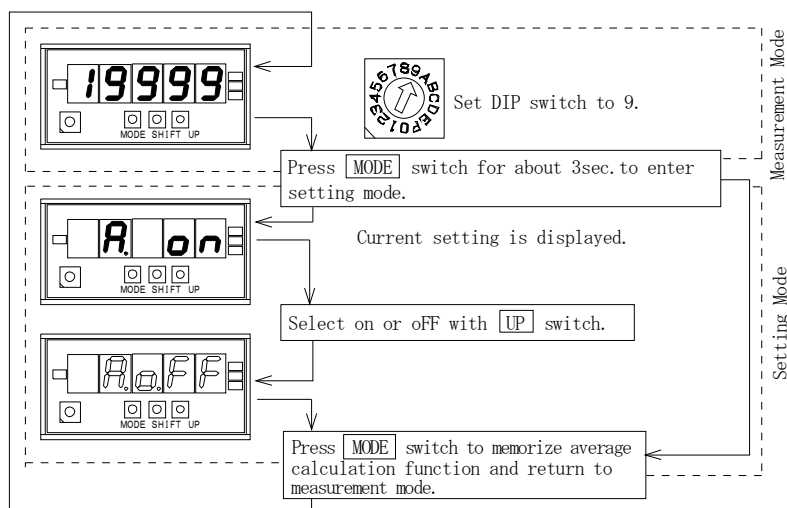 19999
MODE SHIFT UP
0123456789ABCDEF
Set DIP switch to 9.
Measurement Mode
Press MODE switch for about 3sec.to enter
setting mode.
A. on
MODE SHIFT UP
Current setting is displayed.
Select on or oFF with UP switch.
Setting Mode
A.o.FF
MODE SHIFT UP
Press MODE switch to memorize average
calculation function and return to
measurement mode.